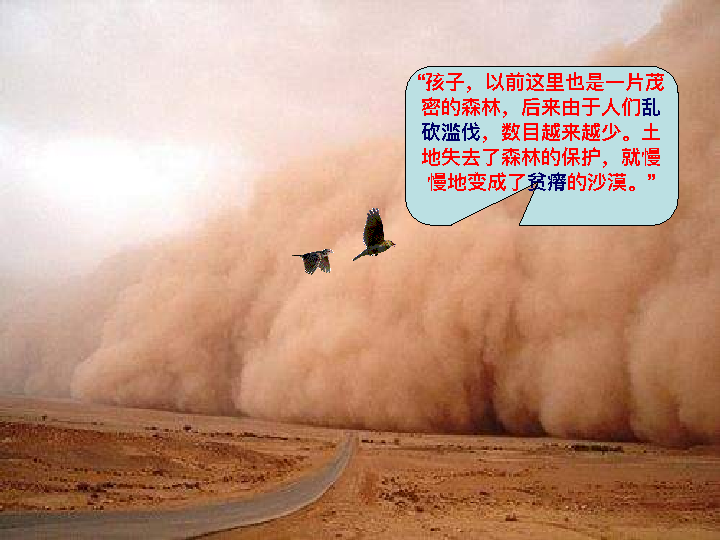 “孩子，以前这里也是一片茂
密的森林，后来由于人们乱
砍滥伐，数目越来越少。土
地失去了森林的保护，就慢
慢地变成了贫瘠的沙漠。”